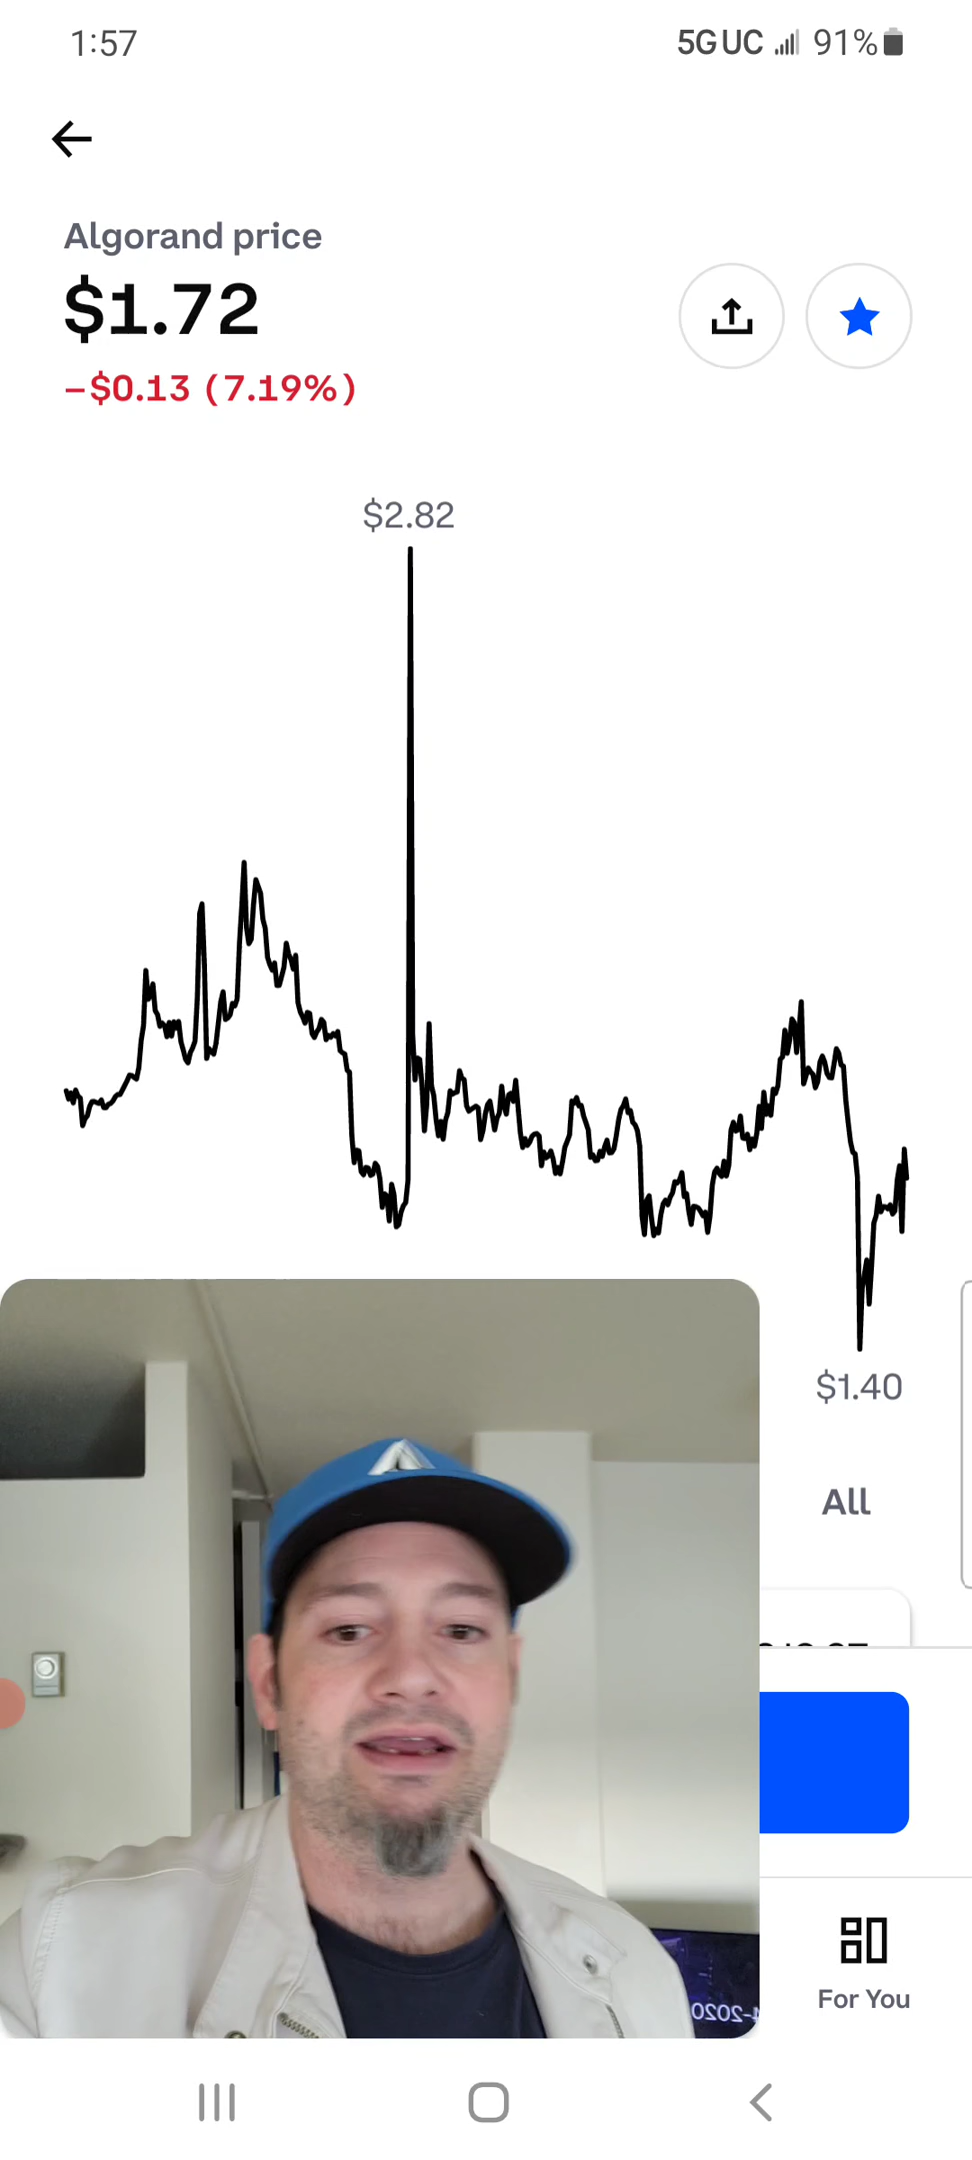 1:57
5G UC 91%
Algorand price
$1.72
–$0.13 (7.19%)
$2.82
$1.40
All
For You